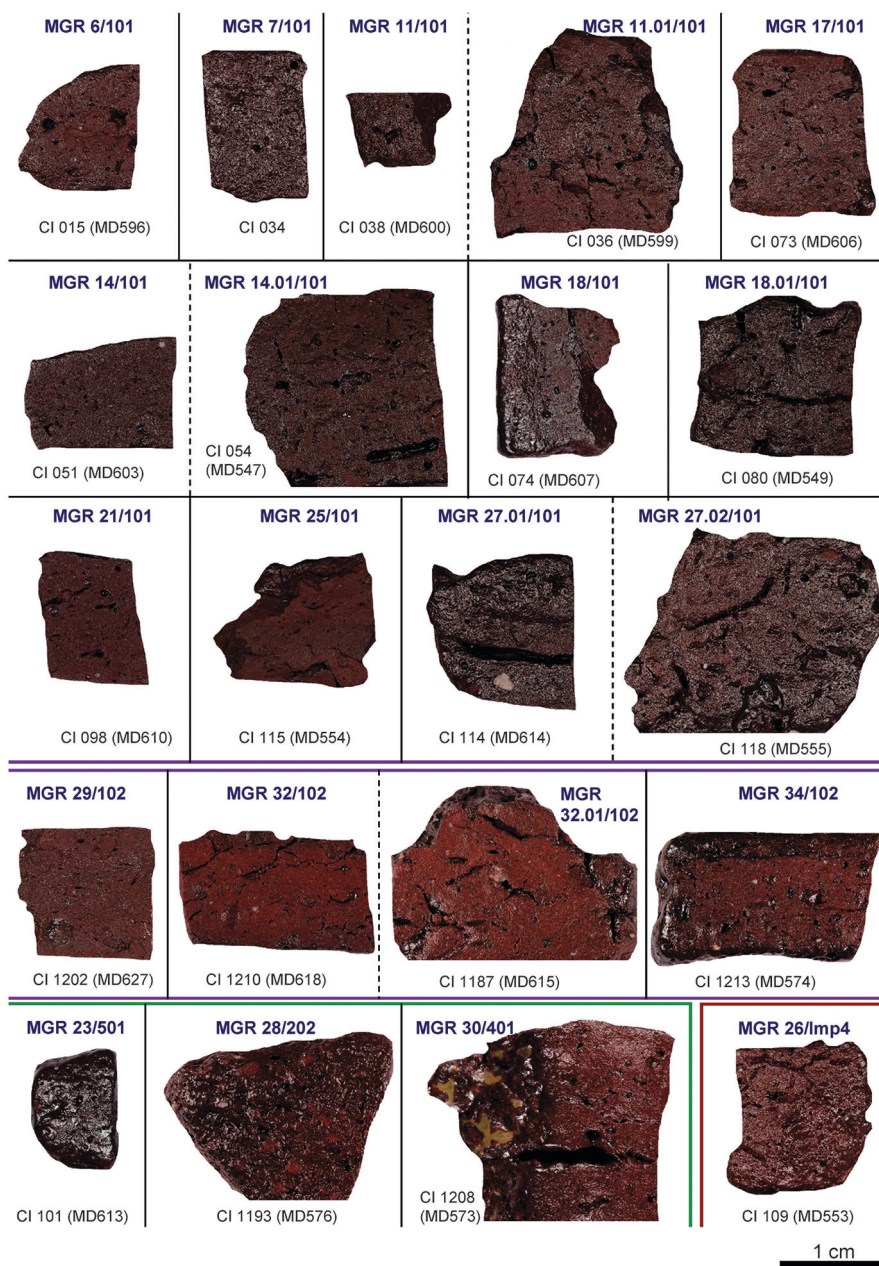 MGR 6/101
MGR 7/101
MGR 11/101
MGR 11.01/101
MGR 17/101
CI 015 (MD596)
CI 034
CI 038 (MD600)
CI 036 (MD599)
CI 073 (MD606)
MGR 14/101
MGR 14.01/101
MGR 18/101
MGR 18.01/101
CI 051 (MD603)
CI 054
(MD547)
CI 074 (MD607)
CI 080 (MD549)
MGR 21/101
MGR 25/101
MGR 27.01/101
MGR 27.02/101
CI 098 (MD610)
CI 115 (MD554)
CI 114 (MD614)
CI 118 (MD555)
MGR 29/102
MGR 32/102
MGR
32.01/102
MGR 34/102
CI 1202 (MD627)
CI 1210 (MD618)
CI 1187 (MD615)
CI 1213 (MD574)
MGR 23/501
MGR 28/202
MGR 30/401
MGR 26/Imp4
CI 101 (MD613)
CI 1193 (MD576)
CI 1208
(MD573)
CI 109 (MD553)
1 cm